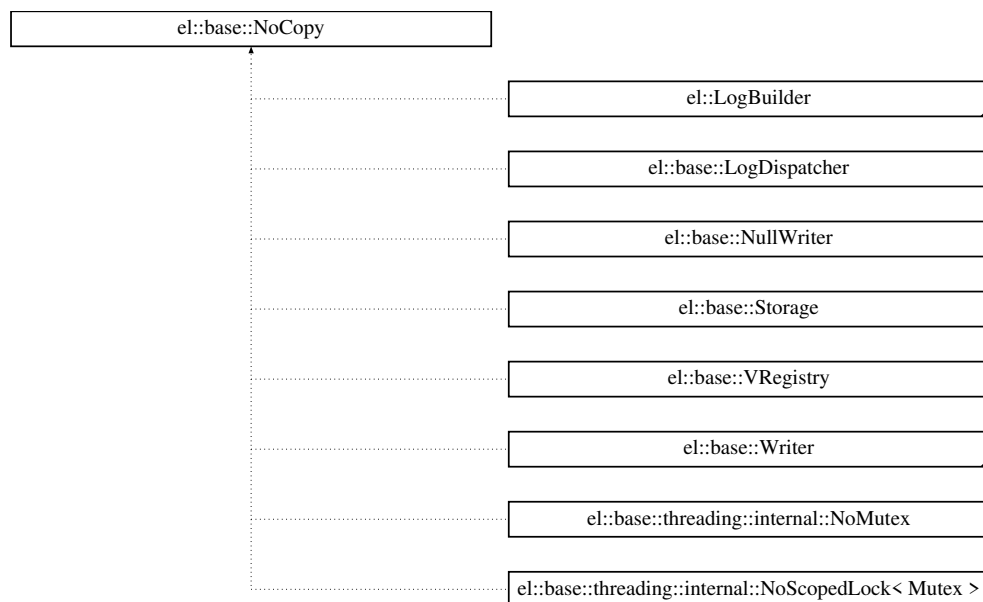 el::base::NoCopy
el::LogBuilder
el::base::LogDispatcher
el::base::NullWriter
el::base::Storage
el::base::VRegistry
el::base::Writer
el::base::threading::internal::NoMutex
el::base::threading::internal::NoScopedLock< Mutex >